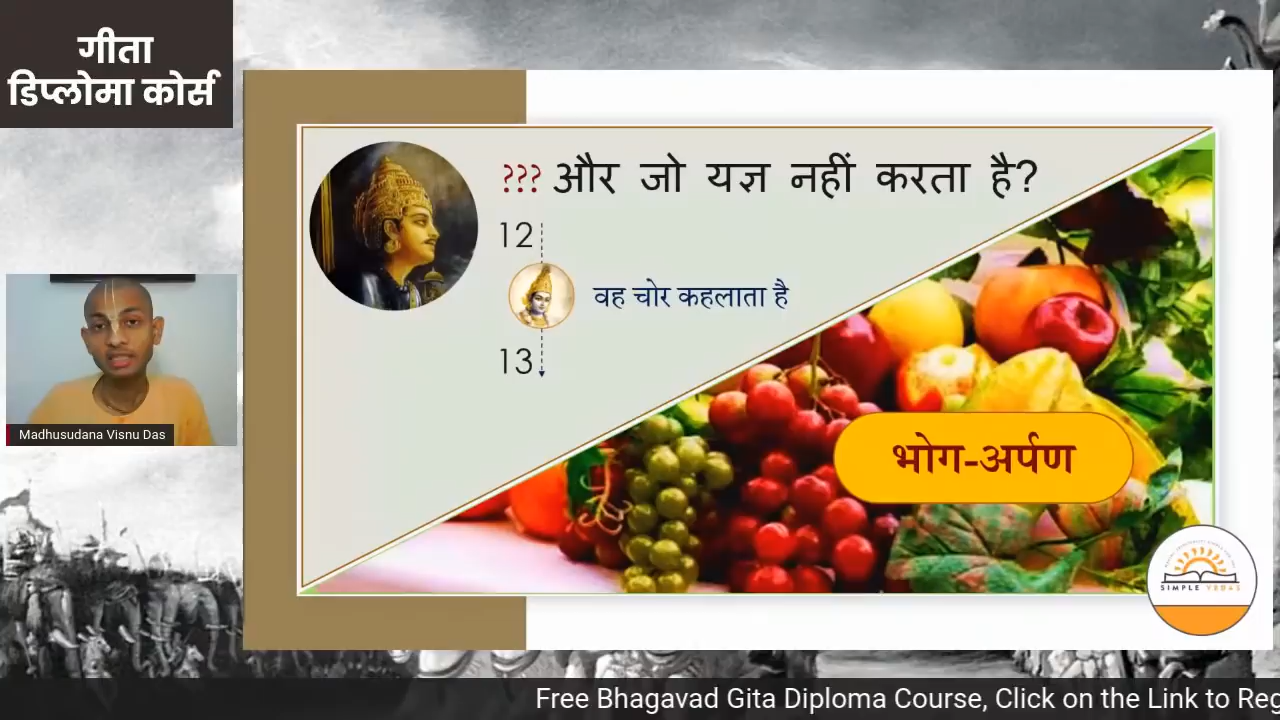 गीता
डिप्लोमा कोर्स
??? और जो यज्ञ नहीं करता है?
12
वह चोर कहलाता है
13
भोग-अर्पण
Madhusudana Visnu Das
SIMPLE VEDAS
Free Bhagavad Gita Diploma Course, Click on the Link to Reg